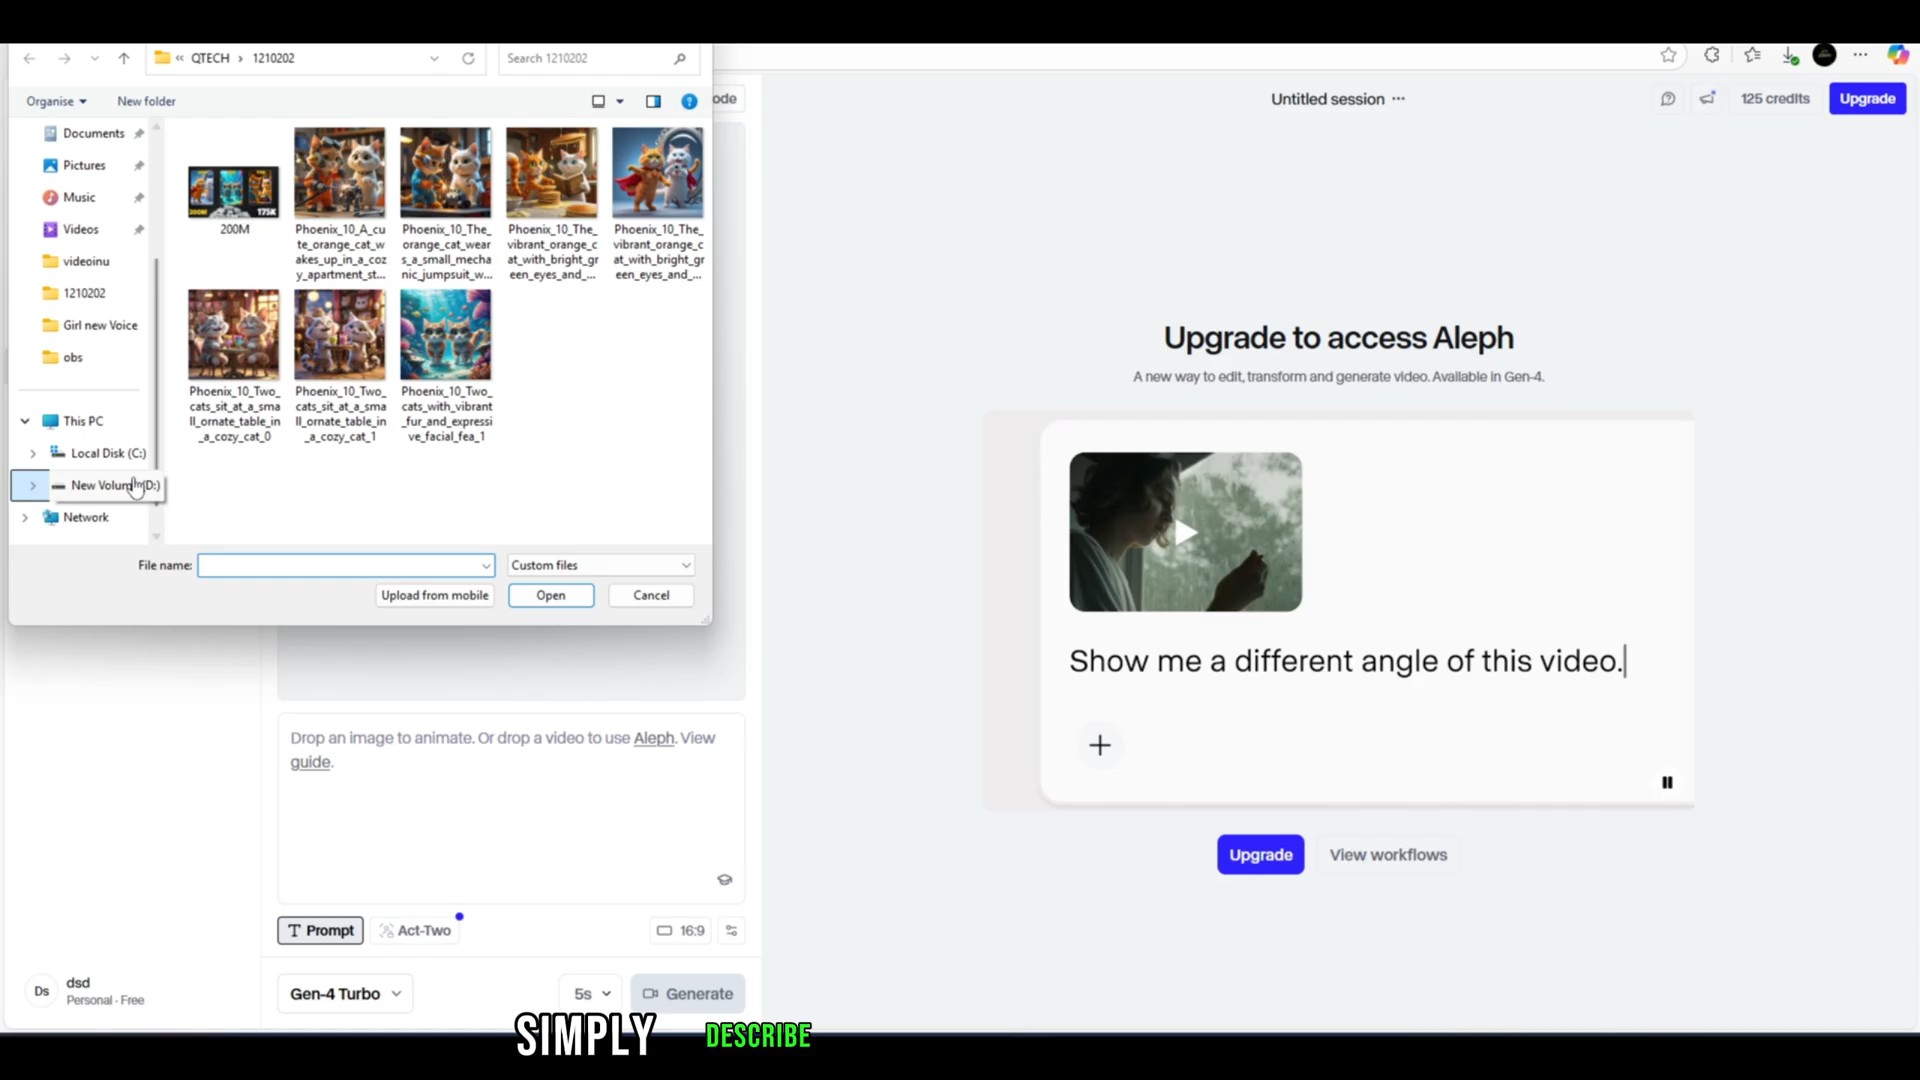 QTECH > 1210202
Search 1210202
Organise
New folder
Documents
Pictures
Music
Videos
videoinu
1210202
Girl new Voice
obs
This PC
Local Disk (C:)
New Volum (D:)
Network
200M
175K
200M
Phoenix_10_A_cu
te_orange_cat_w
akes_up_in_a_coz
y_apartment_st...
Phoenix_10_The_
orange_cat_wear
s_a_small_mecha
nic_jumpsuit_w...
Phoenix_10_The_
vibrant_orange_c
at_with_bright_gr
een_eyes_and_...
Phoenix_10_The_
vibrant_orange_c
at_with_bright_gr
een_eyes_and_...
Phoenix_10_Two_
cats_sit_at_a_sma
ll_ornate_table_in
_a_cozy_cat_0
Phoenix_10_Two_
cats_sit_at_a_sma
ll_ornate_table_in
_a_cozy_cat_1
Phoenix_10_Two_
cats_with_vibrant
_fur_and_expressi
ve_facial_fea_1
File name:
Custom files
Upload from mobile
Open
Cancel
ode
Untitled session ...
125 credits
Upgrade
Upgrade to access Aleph
A new way to edit, transform and generate video. Available in Gen-4.
Show me a different angle of this video.
Upgrade
View workflows
Drop an image to animate. Or drop a video to use Aleph. View
guide.
Prompt
Act-Two
16:9
Ds
dsd
Personal - Free
Gen-4 Turbo
5s
Generate
SIMPLY DESCRIBE